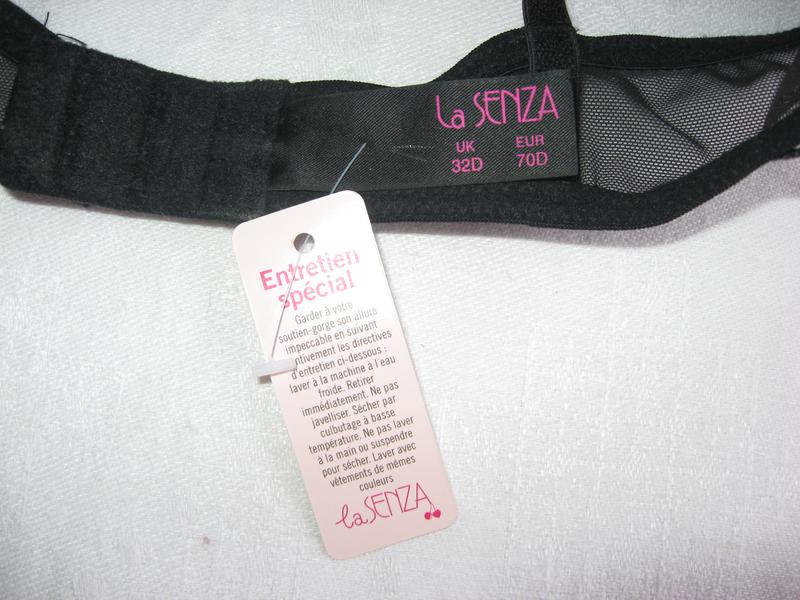 La SENZA
UK EUR
32D 70D
Entretien
spécial
Garder à votre
soutien-gorge son allure
impeccable en suivant
ntivement les directives
d'entretien ci-dessous :
laver à la machine à l'eau
froide. Retirer
immédiatement. Ne pas
javelliser. Sécher par
culbutage à basse
température. Ne pas laver
à la main ou suspendre
pour sécher. Laver avec
vêtements de mêmes
couleurs
la SENZA